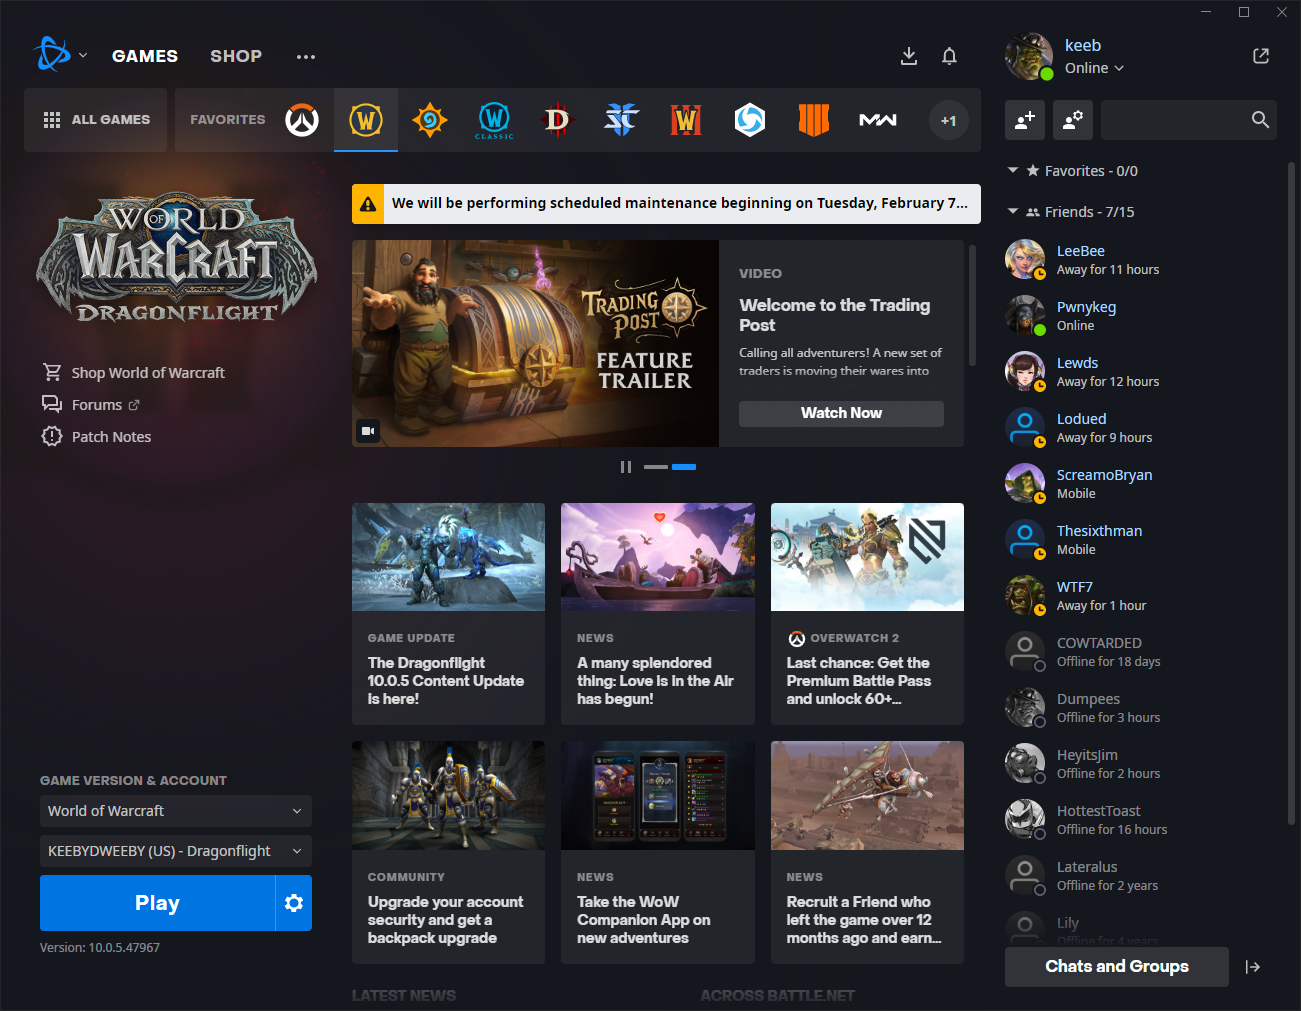 GAMES
SHOP
keeb
Online
ALL GAMES
FAVORITES
CLASSIC
+1
WORLD
OF
WARCRAFT
DRAGONFLIGHT
Shop World of Warcraft
Forums
Patch Notes
We will be performing scheduled maintenance beginning on Tuesday, February 7...
TRADING
POST
FEATURE
TRAILER
VIDEO
Welcome to the Trading
Post
Calling all adventurers! A new set of
traders is moving their wares into
Watch Now
GAME UPDATE
The Dragonflight
10.0.5 Content Update
is here!
NEWS
A many splendored
thing: Love is in the Air
has begun!
OVERWATCH 2
Last chance: Get the
Premium Battle Pass
and unlock 60+...
COMMUNITY
Upgrade your account
security and get a
backpack upgrade
NEWS
Take the WoW
Companion App on
new adventures
NEWS
Recruit a Friend who
left the game over 12
months ago and earn...
LATEST NEWS
ACROSS BATTLE.NET
GAME VERSION & ACCOUNT
World of Warcraft
KEEBYDWEEBY (US) - Dragonflight
Play
Version: 10.0.5.47967
Favorites - 0/0
Friends - 7/15
LeeBee
Away for 11 hours
Pwnykeg
Online
Lewds
Away for 12 hours
Lodued
Away for 9 hours
ScreamoBryan
Mobile
Thesixthman
Mobile
WTF7
Away for 1 hour
COWTARDED
Offline for 18 days
Dumpees
Offline for 3 hours
HeyitsJim
Offline for 2 hours
HottestToast
Offline for 16 hours
Lateralus
Offline for 2 years
Lily
Offline for 4 years
Chats and Groups